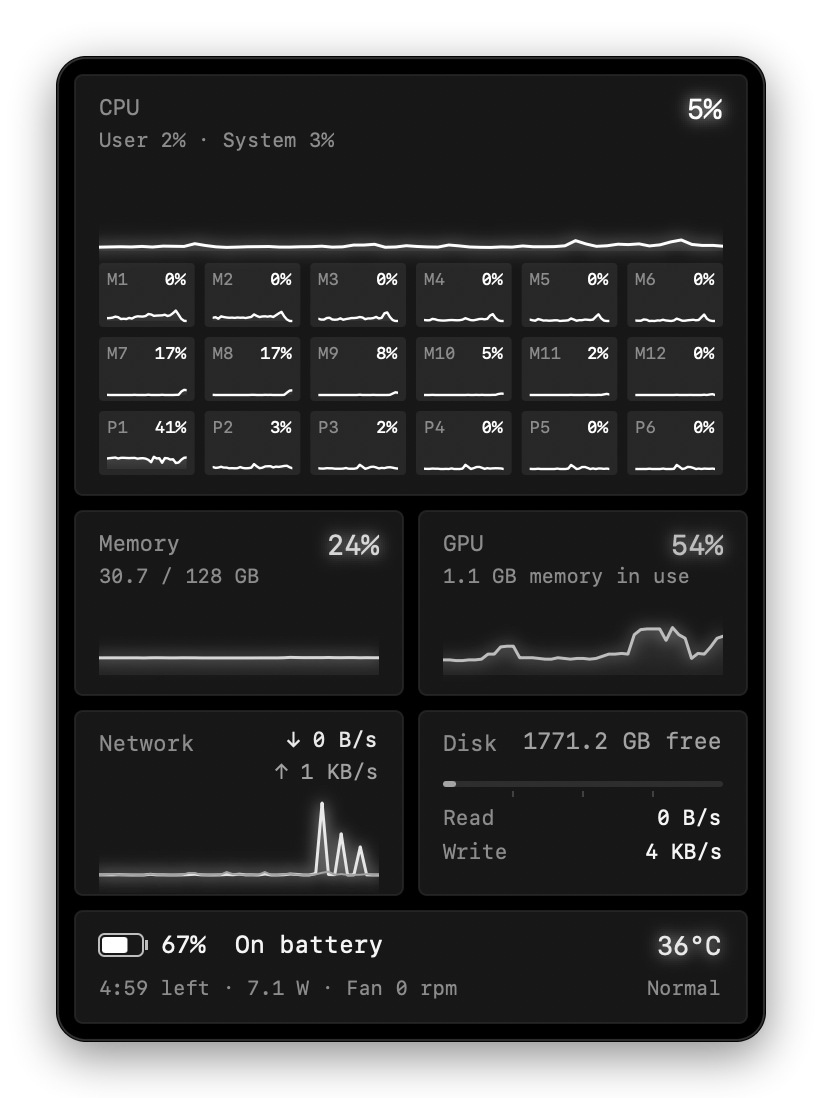 CPU 5%
User 2% · System 3%
M1 0% M2 0% M3 0% M4 0% M5 0% M6 0%
M7 17% M8 17% M9 8% M10 5% M11 2% M12 0%
P1 41% P2 3% P3 2% P4 0% P5 0% P6 0%
Memory 24%
30.7 / 128 GB
GPU 54%
1.1 GB memory in use
Network ↓ 0 B/s
↑ 1 KB/s
Disk 1771.2 GB free
Read 0 B/s
Write 4 KB/s
67% On battery 36°C
4:59 left · 7.1 W · Fan 0 rpm Normal